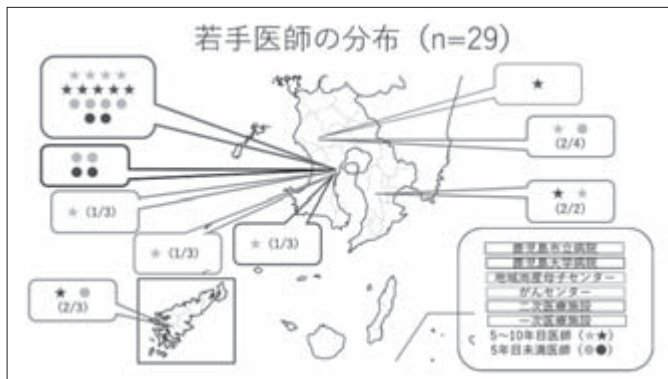 若手医師の分布（n=29）
★★★★
★★★★★
●●●●
●●
★
●●
●●
★ ●
(2/4)
★ (1/3)
★ ★
(2/2)
★ (1/3)
★ (1/3)
★ ●
(2/3)
鹿児島市立病院
鹿児島大学病院
地域周産母子センター
がんセンター
二次医療施設
一次医療施設
5～10年目医師（★★）
5年目未満医師（●●）